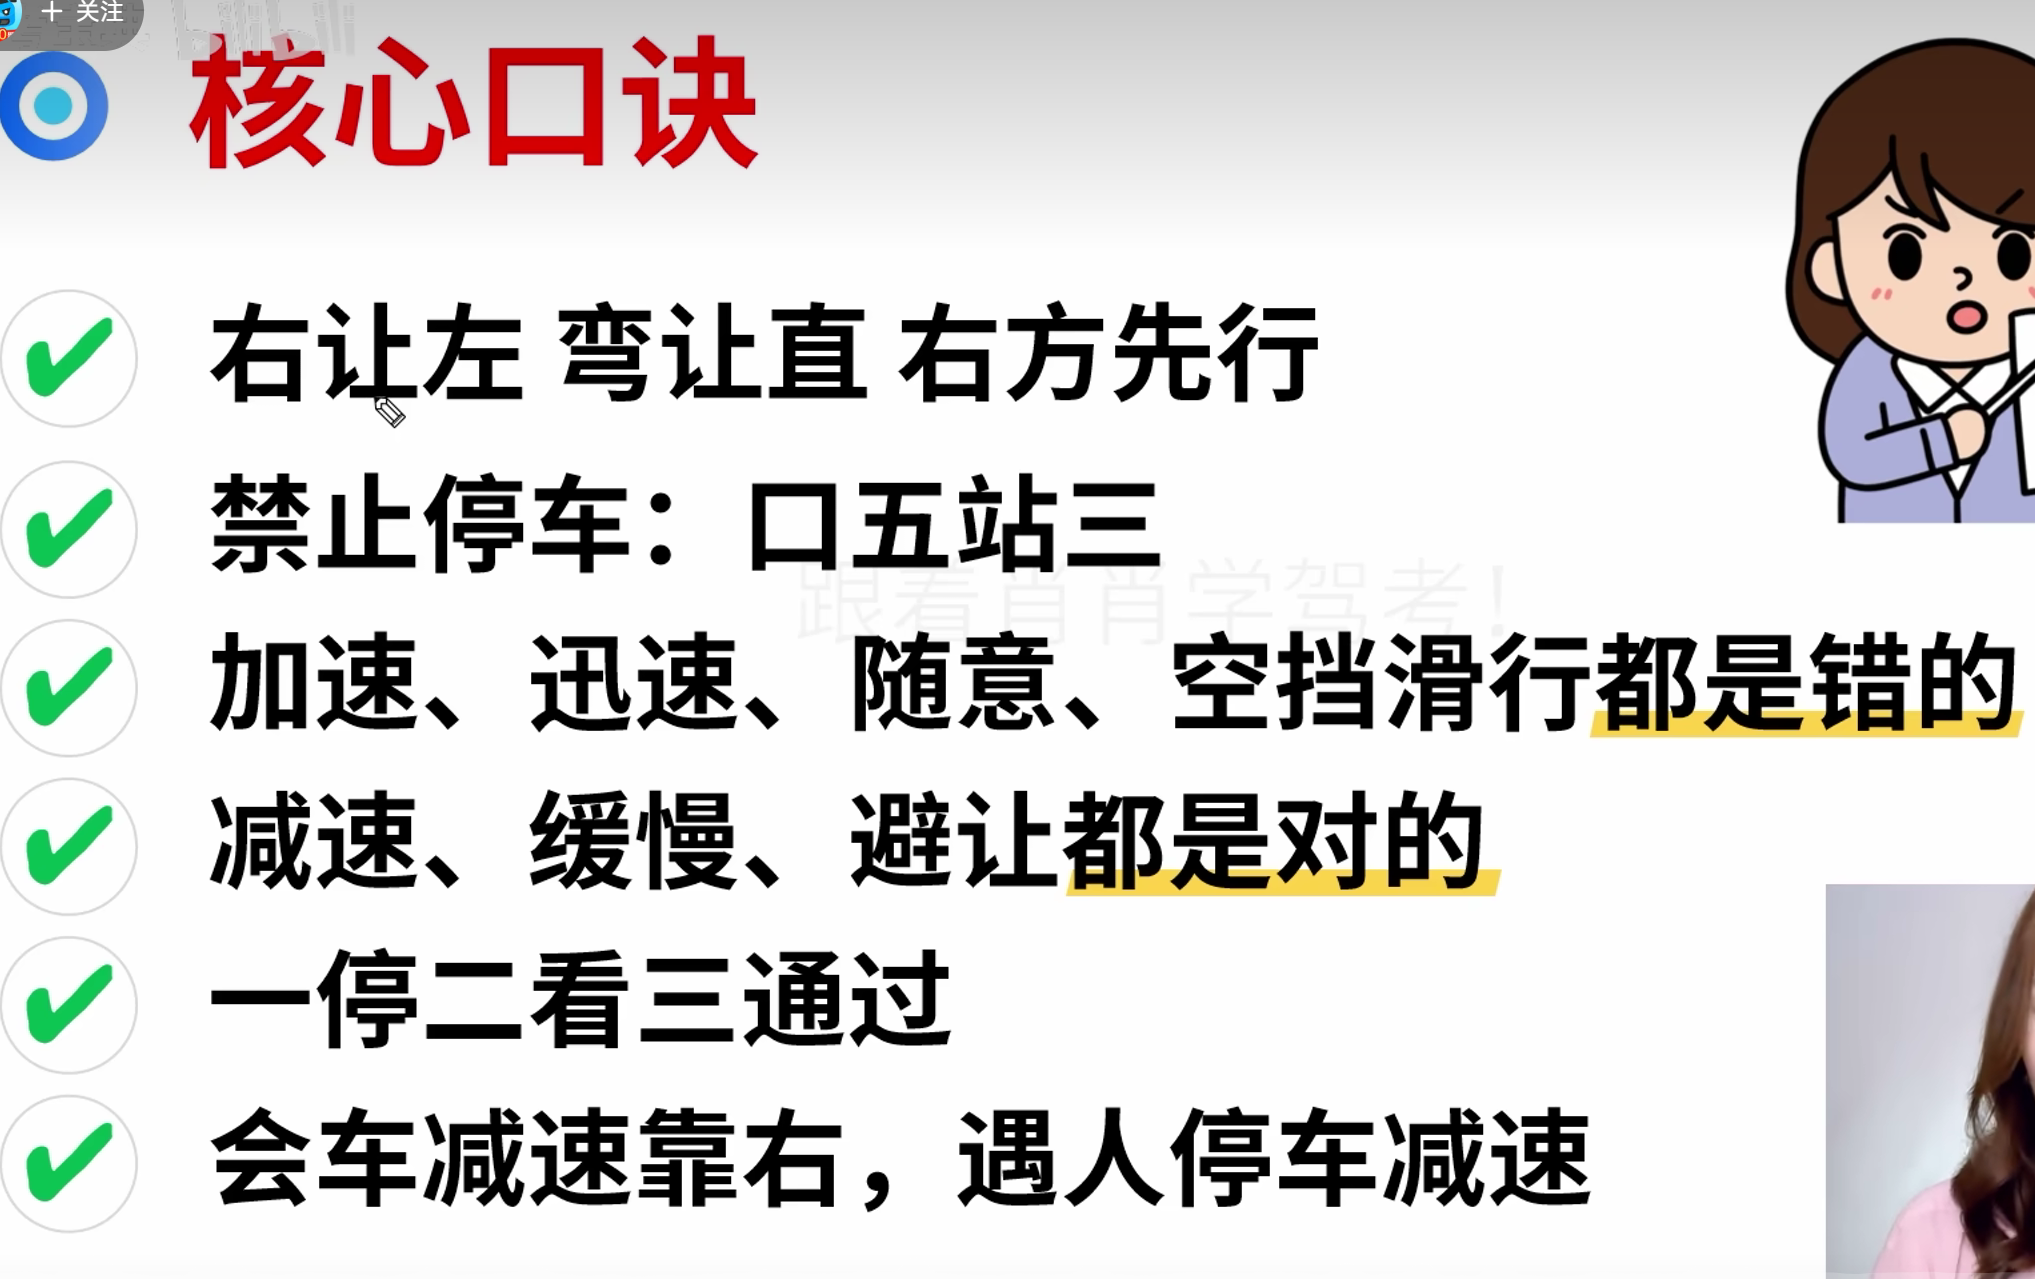 + 关注
bilibili
核心口诀
右让左 弯让直 右方先行
禁止停车：口五站三
跟着肖肖学驾考！
加速、迅速、随意、空挡滑行都是错的
减速、缓慢、避让都是对的
一停二看三通过
会车减速靠右，遇人停车减速